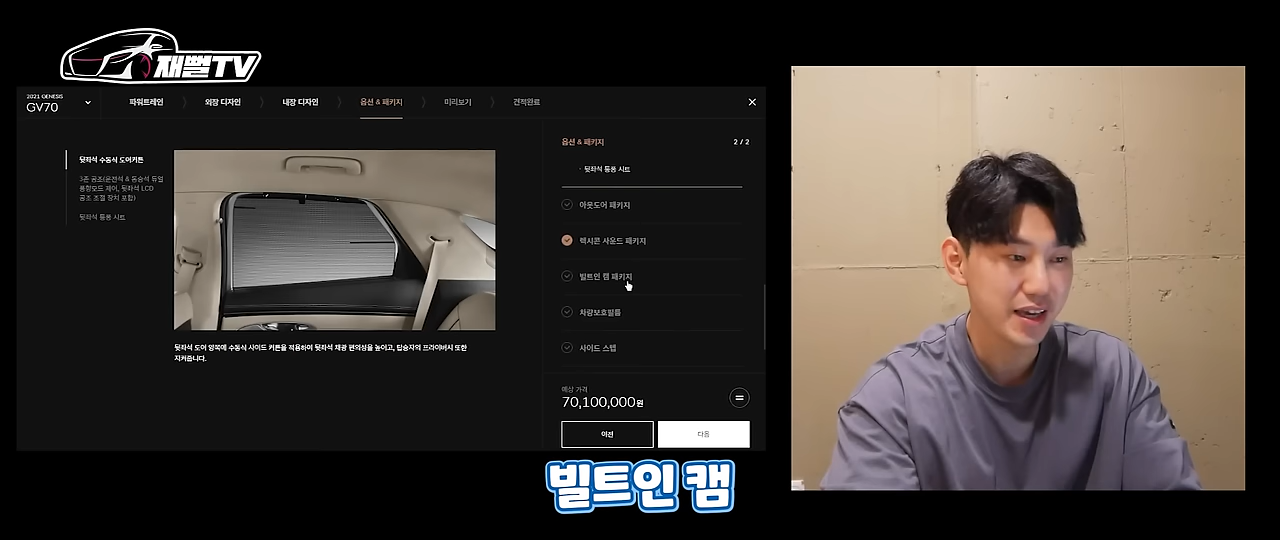 재뻘TV
2021 GENESIS
GV70
파워트레인
외장 디자인
내장 디자인
옵션 & 패키지
미리보기
견적완료
뒷좌석 수동식 도어커튼
3존 공조(운전석 & 동승석 듀얼
풍향모드 제어, 뒷좌석 LCD
공조 조절 장치 포함)
뒷좌석 통풍 시트
뒷좌석 도어 양쪽에 수동식 사이드 커튼을 적용하여 뒷좌석 채광 편의성을 높이고, 탑승자의 프라이버시 또한
지켜줍니다.
옵션 & 패키지
2 / 2
· 뒷좌석 통풍 시트
아웃도어 패키지
렉시콘 사운드 패키지
빌트인 캠 패키지
차량보호필름
사이드 스텝
예상 가격
70,100,000원
이전
다음
빌트인 캠